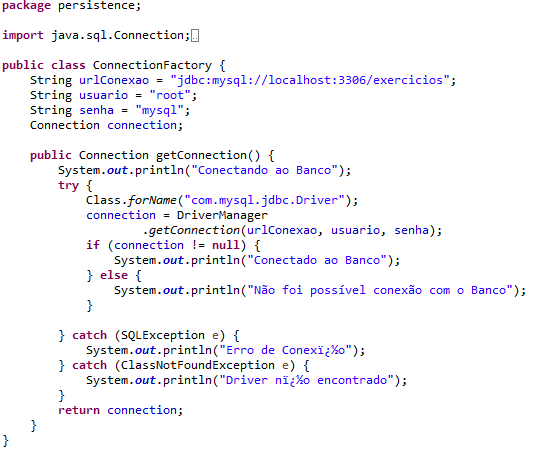 package persistence;
import java.sql.Connection;
public class ConnectionFactory {
String urlConexao = "jdbc:mysql://localhost:3306/exercicios";
String usuario = "root";
String senha = "mysql";
Connection connection;
public Connection getConnection() {
System.out.println("Conectando ao Banco");
try {
Class.forName("com.mysql.jdbc.Driver");
connection = DriverManager
.getConnection(urlConexao, usuario, senha);
if (connection != null) {
System.out.println("Conectado ao Banco");
} else {
System.out.println("Não foi possível conexão com o Banco");
}
} catch (SQLException e) {
System.out.println("Erro de Conexï¿½o");
} catch (ClassNotFoundException e) {
System.out.println("Driver nï¿½o encontrado");
}
return connection;
}
}